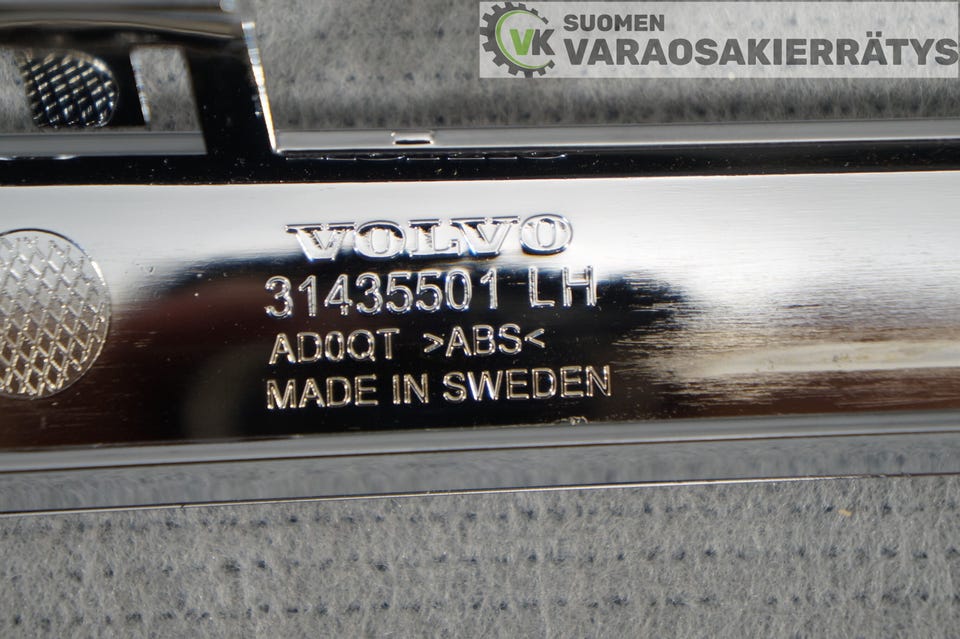 VK
SUOMEN
VARAOSAKIERRÄTYS
VOLVO
31435501 LH
AD0QT >ABS<
MADE IN SWEDEN